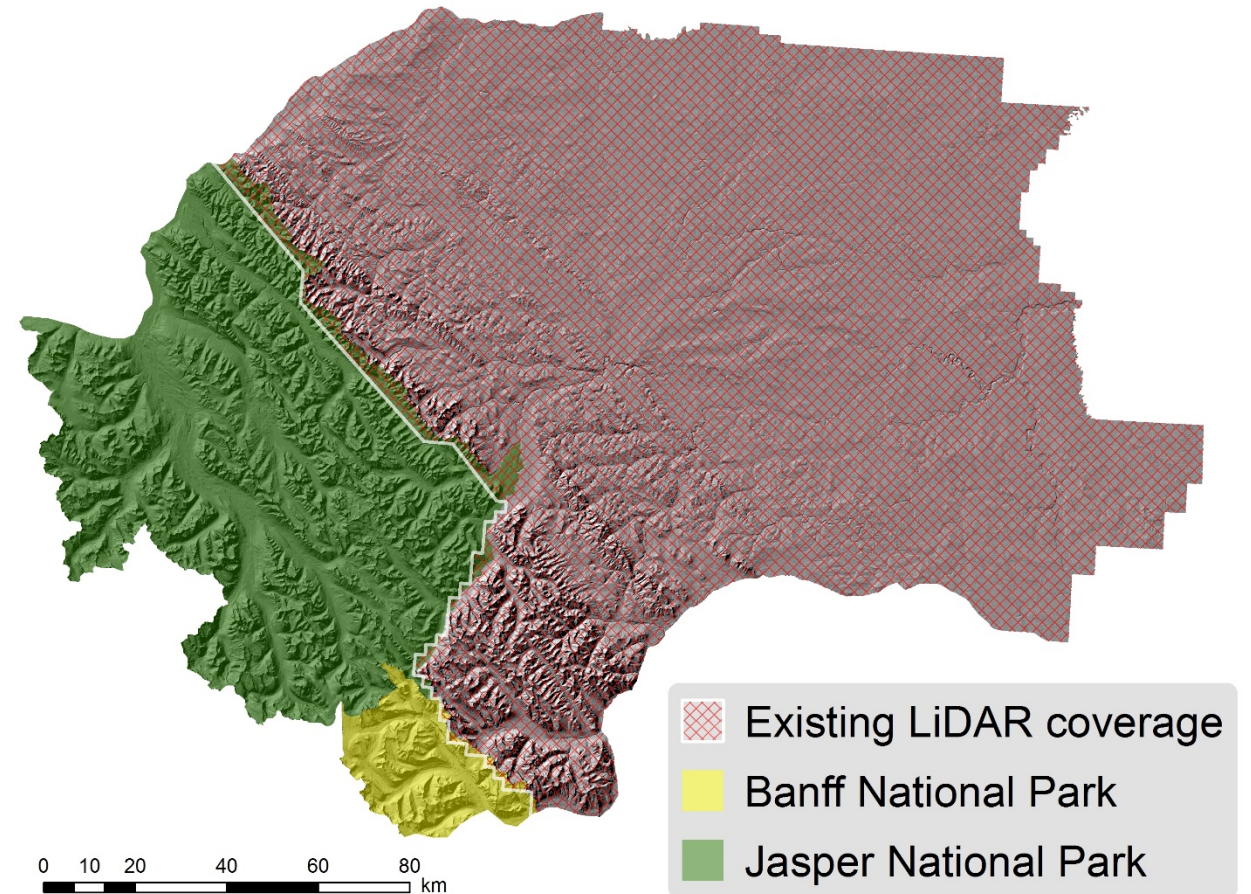 Existing LiDAR coverage
Banff National Park
Jasper National Park
0 10 20 40 60 80
km